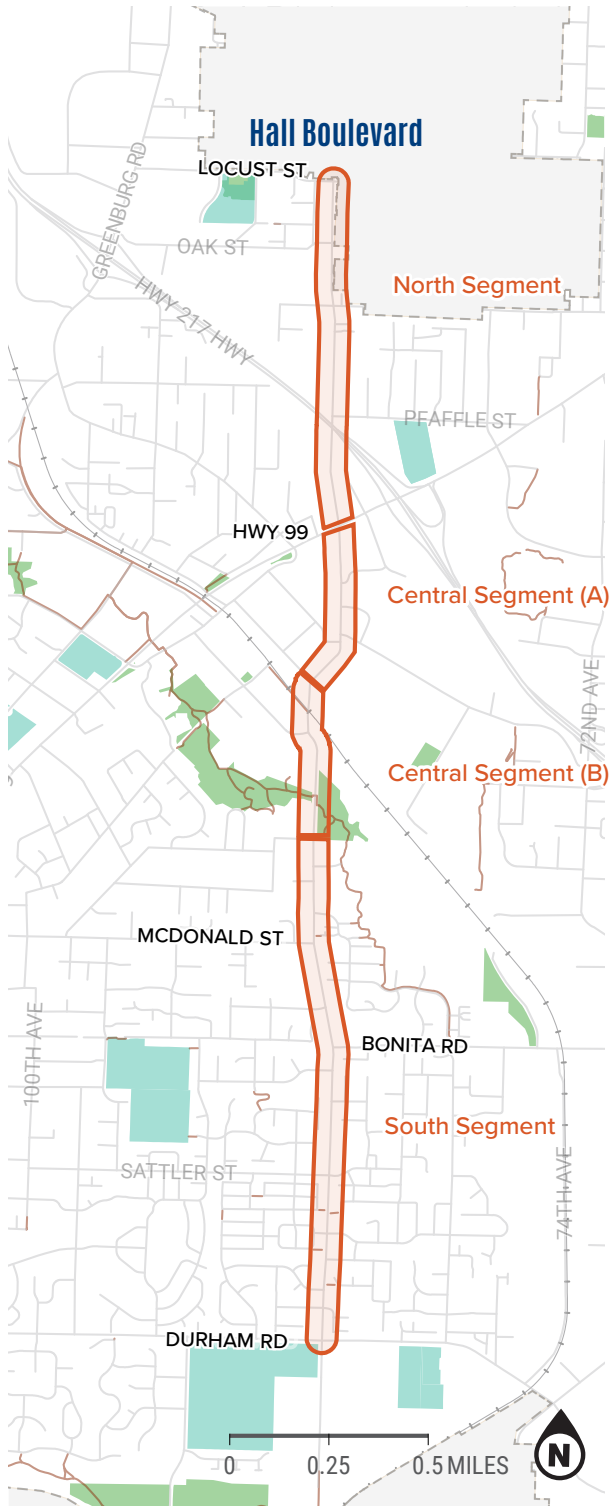 Hall Boulevard
LOCUST ST
GREENBURG RD
OAK ST
North Segment
HWY 217 HWY
PFAFFLE ST
HWY 99
Central Segment (A)
72ND AVE
Central Segment (B)
MCDONALD ST
100TH AVE
BONITA RD
South Segment
SATTLER ST
74TH AVE
DURHAM RD
0 0.25 0.5 MILES
N